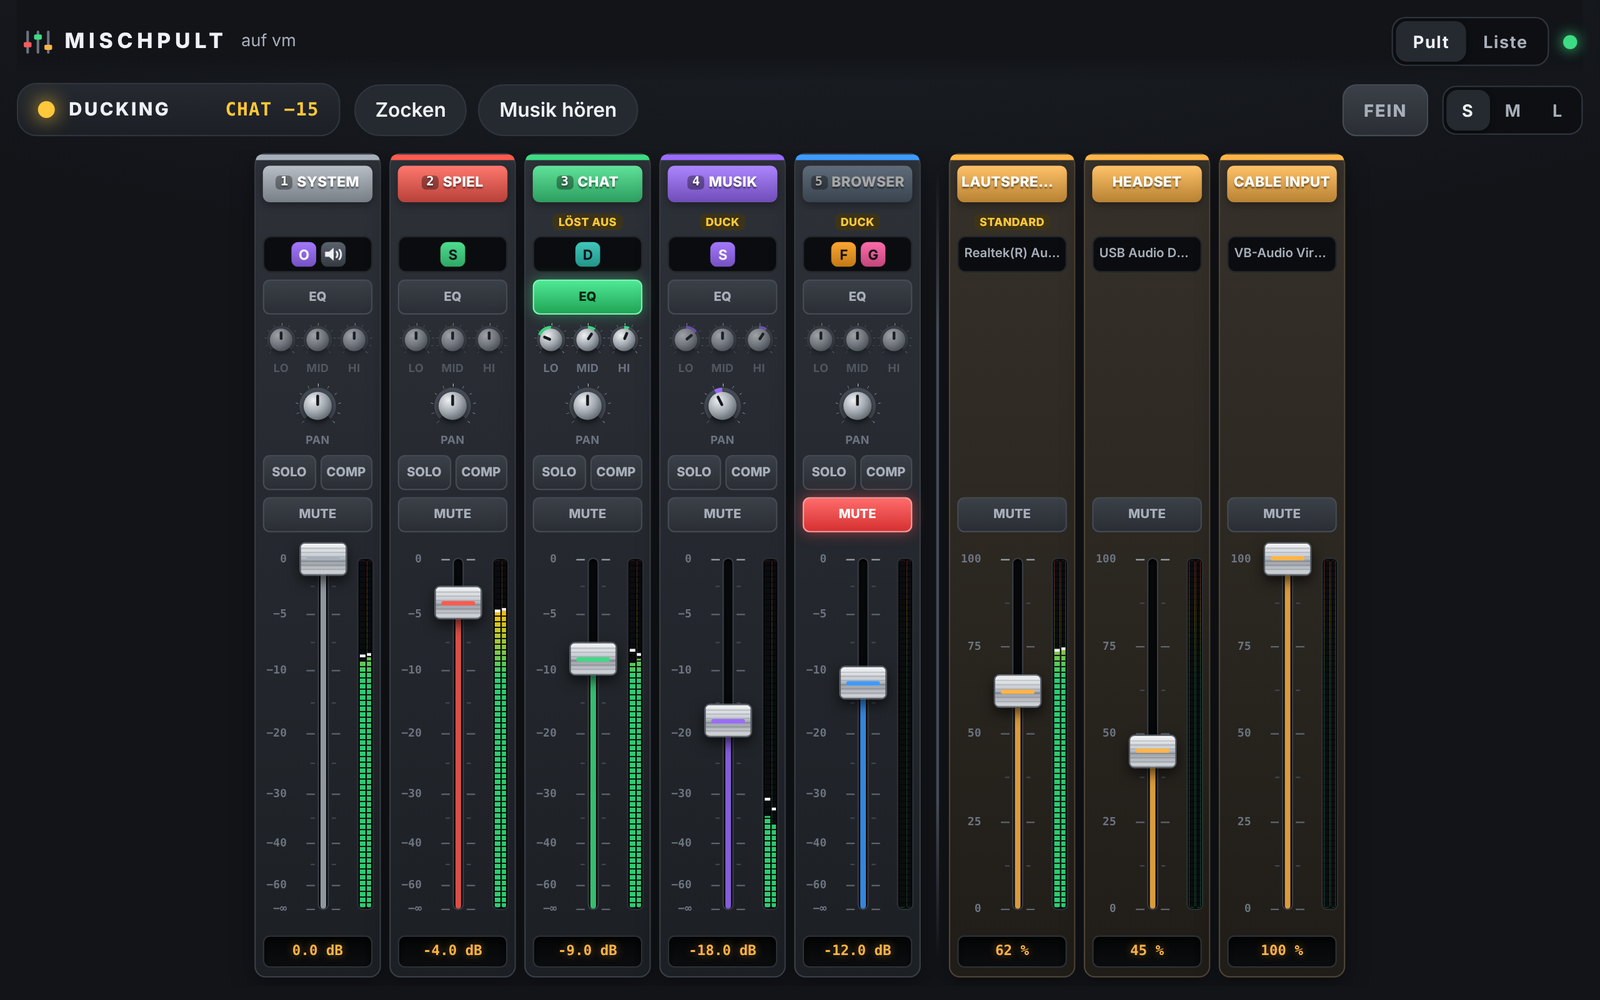 MISCHPULT auf vm
Pult Liste
DUCKING CHAT −15 Zocken Musik hören
FEIN S M L
1 SYSTEM
O
EQ
LO MID HI
PAN
SOLO COMP
MUTE
0
−5
−10
−20
−30
−40
−60
−∞
0.0 dB
2 SPIEL
S
EQ
LO MID HI
PAN
SOLO COMP
MUTE
0
−5
−10
−20
−30
−40
−60
−∞
-4.0 dB
3 CHAT
LÖST AUS
D
EQ
LO MID HI
PAN
SOLO COMP
MUTE
0
−5
−10
−20
−30
−40
−60
−∞
-9.0 dB
4 MUSIK
DUCK
S
EQ
LO MID HI
PAN
SOLO COMP
MUTE
0
−5
−10
−20
−30
−40
−60
−∞
-18.0 dB
5 BROWSER
DUCK
F G
EQ
LO MID HI
PAN
SOLO COMP
MUTE
0
−5
−10
−20
−30
−40
−60
−∞
-12.0 dB
LAUTSPRE...
STANDARD
Realtek(R) Au...
MUTE
100
75
50
25
0
62 %
HEADSET
USB Audio D...
MUTE
100
75
50
25
0
45 %
CABLE INPUT
VB-Audio Vir...
MUTE
100
75
50
25
0
100 %